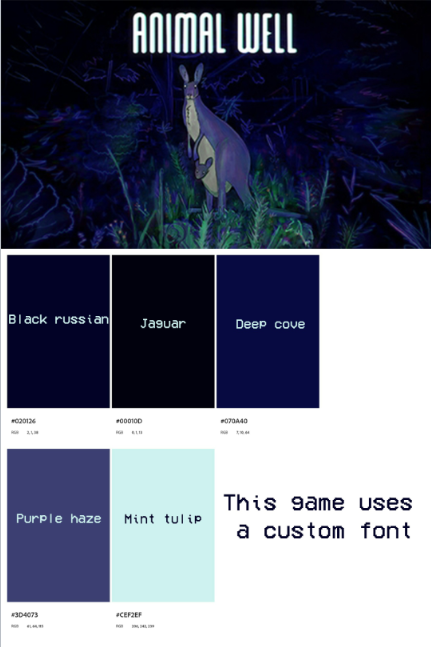 ANIMAL WELL
Black russian
Jaguar
Deep cove
#020126
#00010D
#070A40
RGB 2, 1, 38
RGB 0, 1, 13
RGB 7, 10, 64
Purple haze
Mint tulip
This game uses
a custom font
#3D4073
#CEF2EF
RGB 61, 64, 115
RGB 206, 242, 239